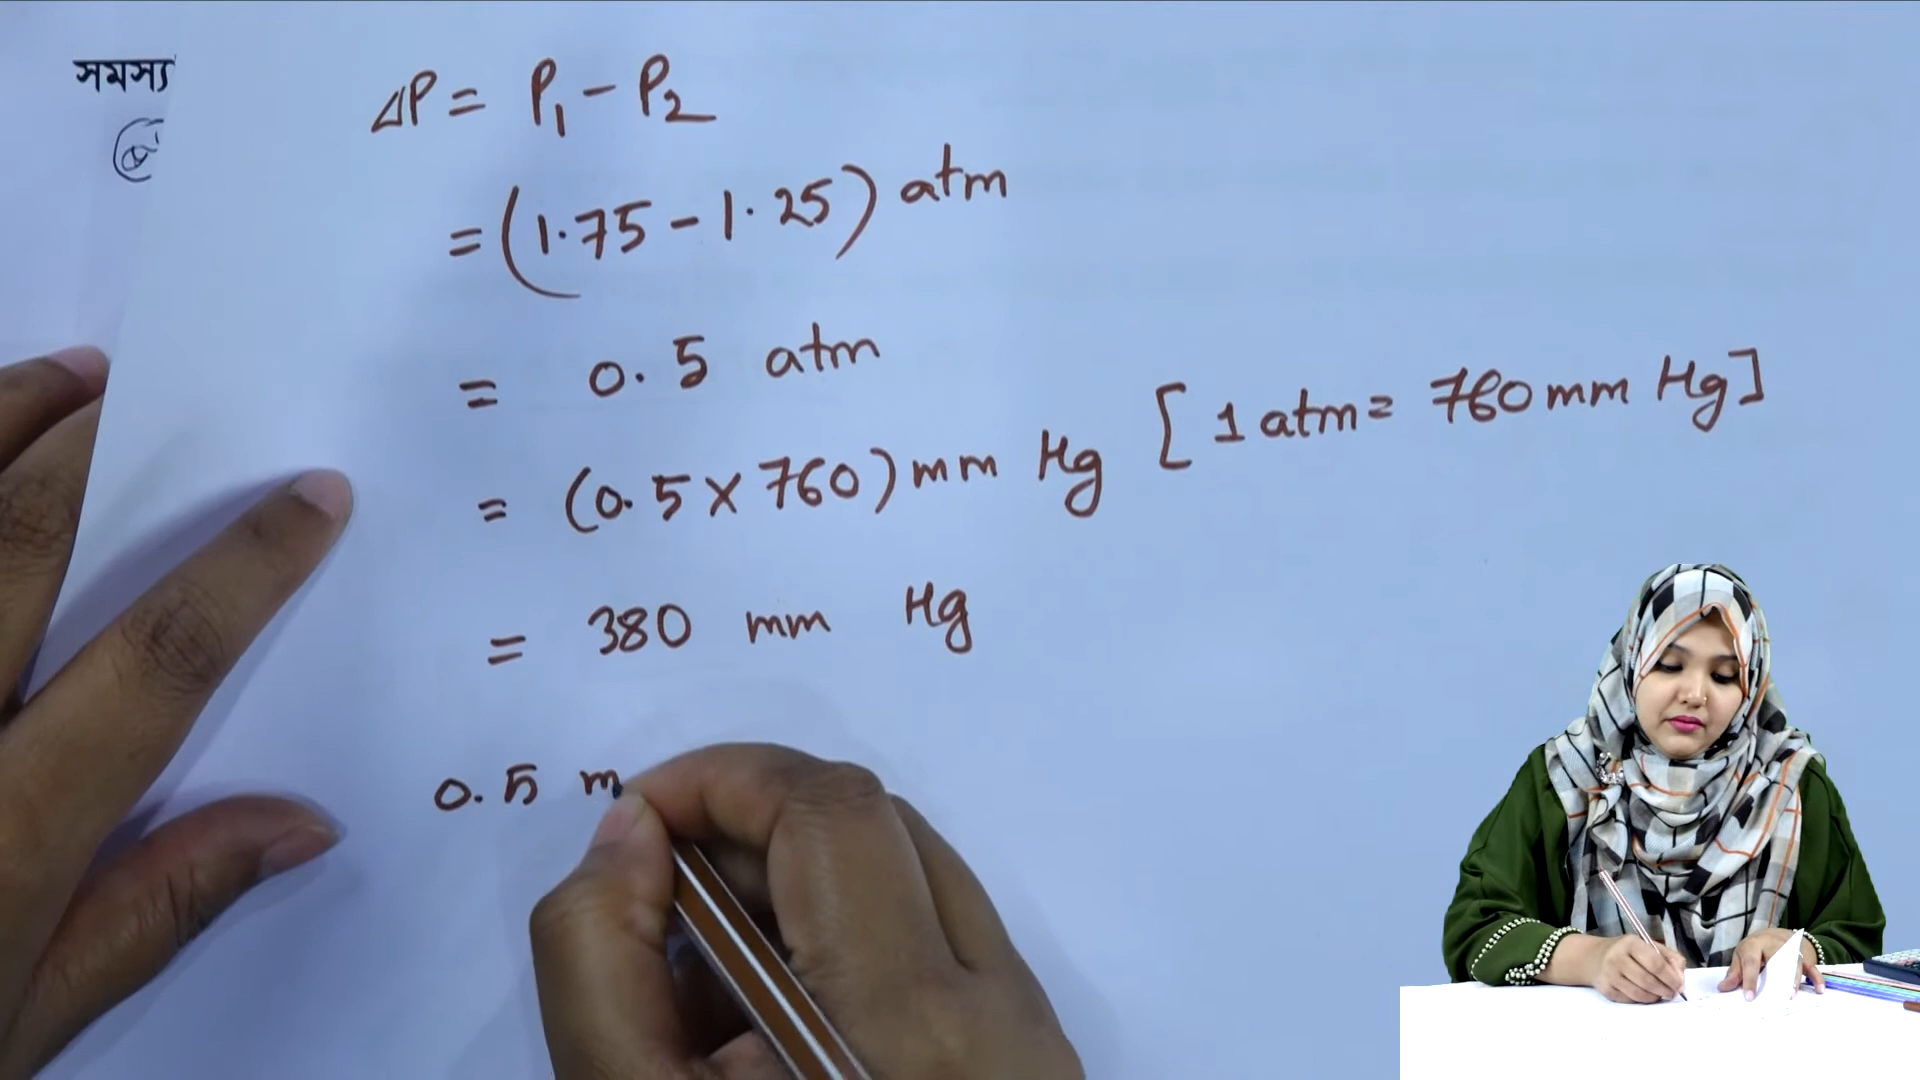 সমস্যা
ΔP = P₁ - P₂
= (1.75 - 1.25) atm
= 0.5 atm
= (0.5 × 760) mm Hg [1 atm = 760 mm Hg]
= 380 mm Hg
0.5 m